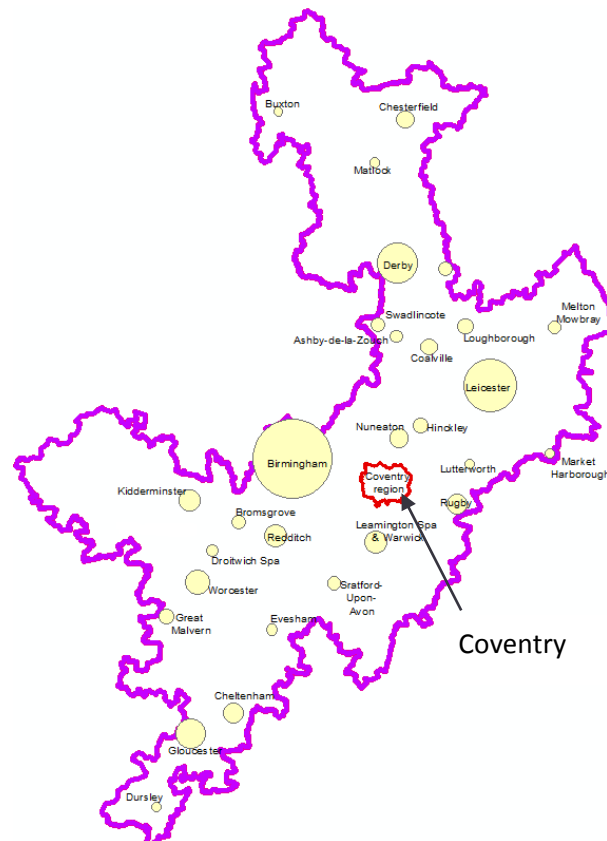 Buxton
Chesterfield
Matlock
Derby
Swadlincote
Ashby-de-la-Zouch
Coalville
Loughborough
Melton
Mowbray
Leicester
Nuneaton
Hinckley
Birmingham
Coventry
region
Lutterworth
Market
Harborough
Kidderminster
Rugby
Bromsgrove
Redditch
Leamington Spa
& Warwick
Droitwich Spa
Worcester
Sratford-
Upon-
Avon
Great
Malvern
Evesham
Coventry
Cheltenham
Gloucester
Dursley